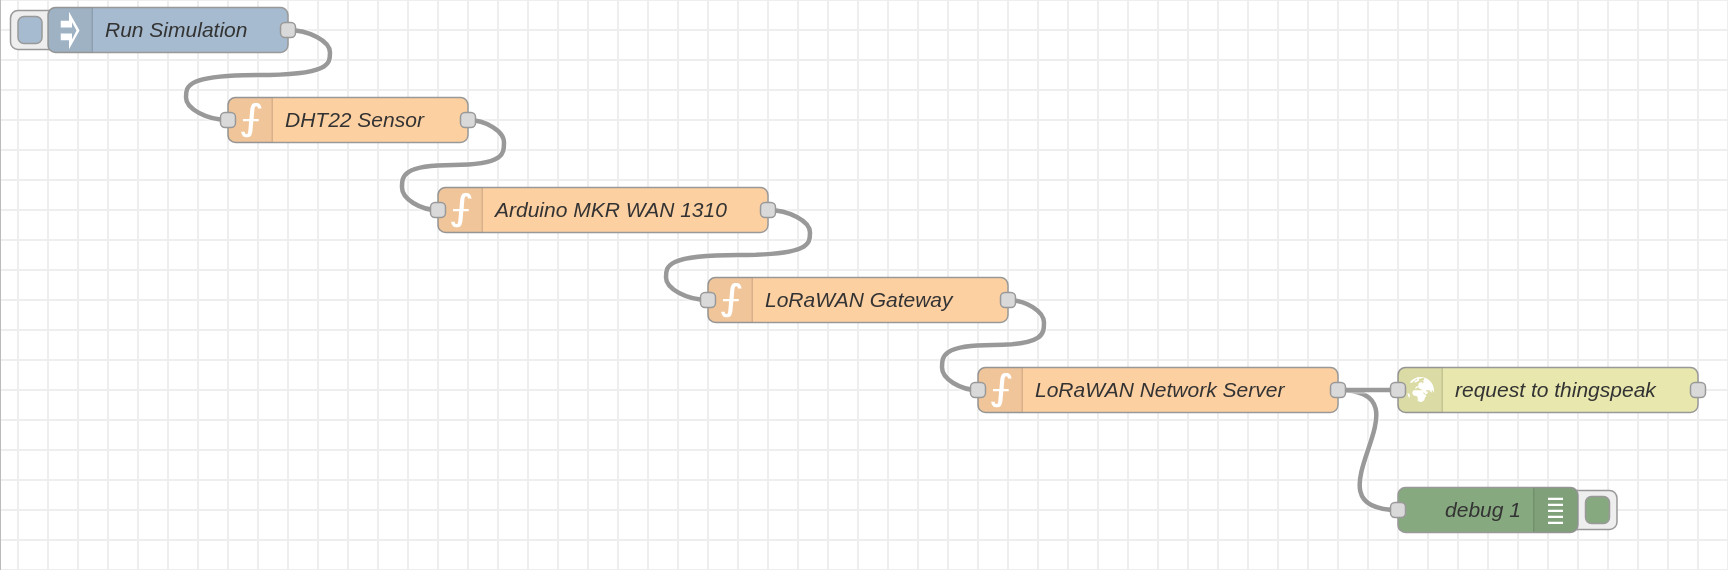 Run Simulation
DHT22 Sensor
Arduino MKR WAN 1310
LoRaWAN Gateway
LoRaWAN Network Server
request to thingspeak
debug 1